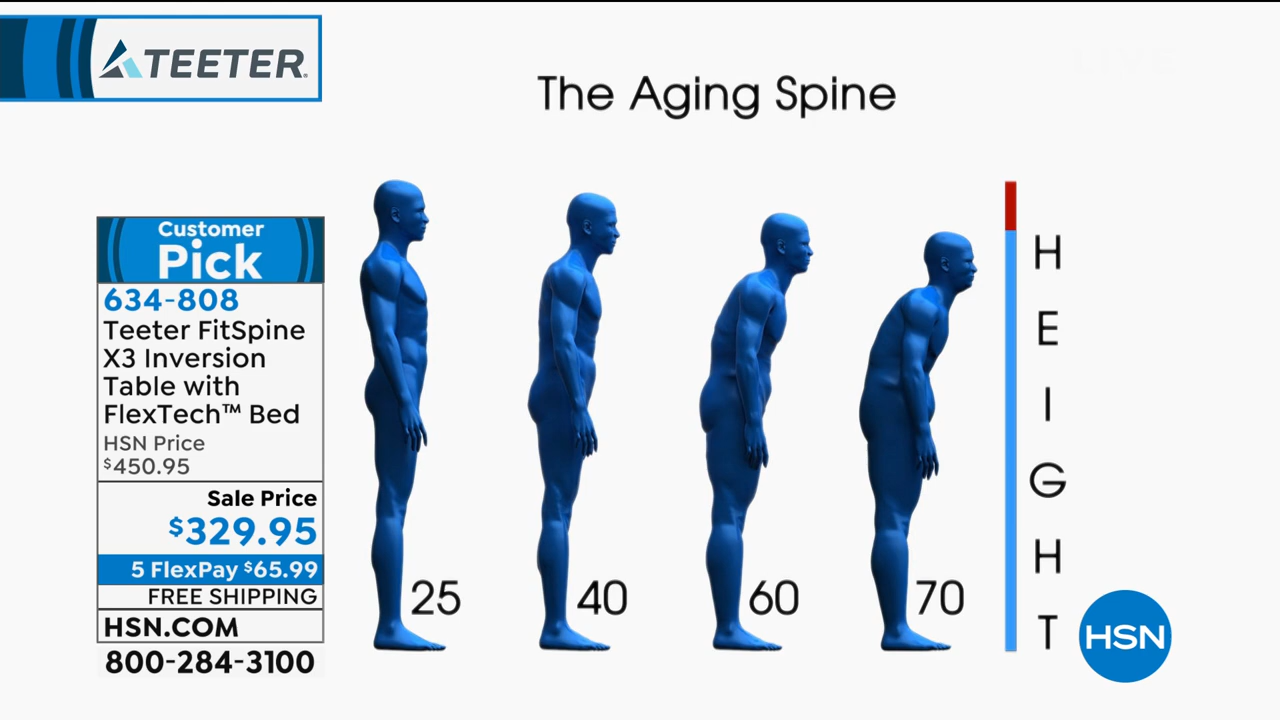 TEETER
The Aging Spine
Customer
Pick
634-808
Teeter FitSpine
X3 Inversion
Table with
FlexTech™ Bed
HSN Price
$450.95
Sale Price
$329.95
5 FlexPay $65.99
FREE SHIPPING
HSN.COM
800-284-3100
25
40
60
70
H
E
I
G
H
T
HSN
LIVE